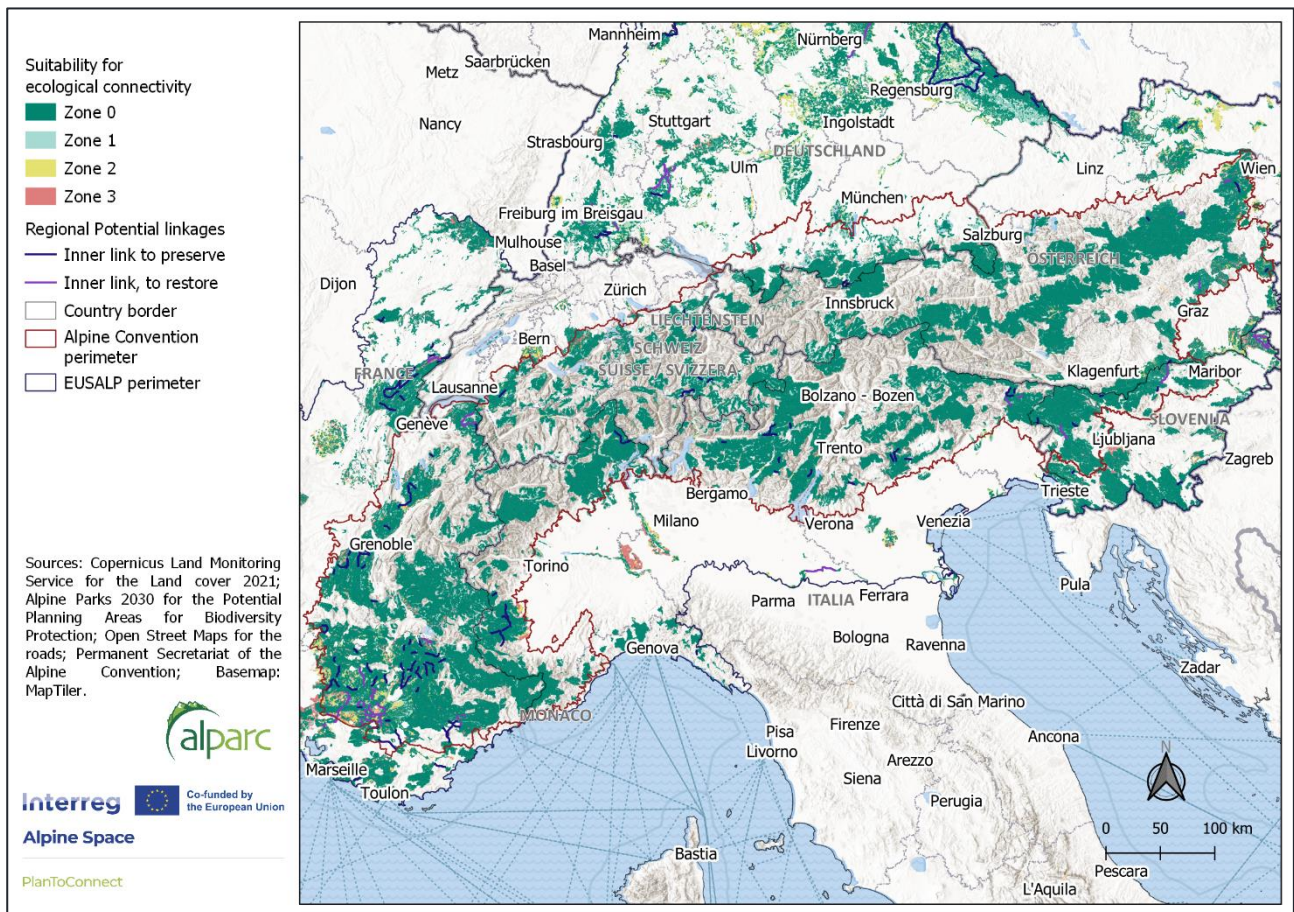 Suitability for
ecological connectivity
Zone 0
Zone 1
Zone 2
Zone 3
Regional Potential linkages
Inner link to preserve
Inner link, to restore
Country border
Alpine Convention
perimeter
EUSALP perimeter
Sources: Copernicus Land Monitoring
Service for the Land cover 2021;
Alpine Parks 2030 for the Potential
Planning Areas for Biodiversity
Protection; Open Street Maps for the
roads; Permanent Secretariat of the
Alpine Convention; Basemap:
MapTiler.
alparc
Interreg
Co-funded by
the European Union
Alpine Space
PlanToConnect
Mannheim
Nürnberg
Saarbrücken
Metz
Regensburg
Nancy
Stuttgart
Ingolstadt
Strasbourg
DEUTSCHLAND
Ulm
Linz
Wien
München
Freiburg im Breisgau
Salzburg
Mulhouse
Basel
ÖSTERREICH
Dijon
Zürich
Innsbruck
Graz
LIECHTENSTEIN
Bern
SCHWEIZ
SUISSE / SVIZZERA
FRANCE
Lausanne
Klagenfurt
Maribor
Bolzano - Bozen
Genève
SLOVENIJA
Ljubljana
Trento
Zagreb
Bergamo
Trieste
Milano
Verona
Venezia
Grenoble
Torino
Pula
Parma
ITALIA
Ferrara
Genova
Bologna
Ravenna
Zadar
Città di San Marino
MONACO
Firenze
Pisa
Livorno
Ancona
Arezzo
Siena
Marseille
Toulon
Perugia
N
0 50 100 km
Bastia
Pescara
L'Aquila